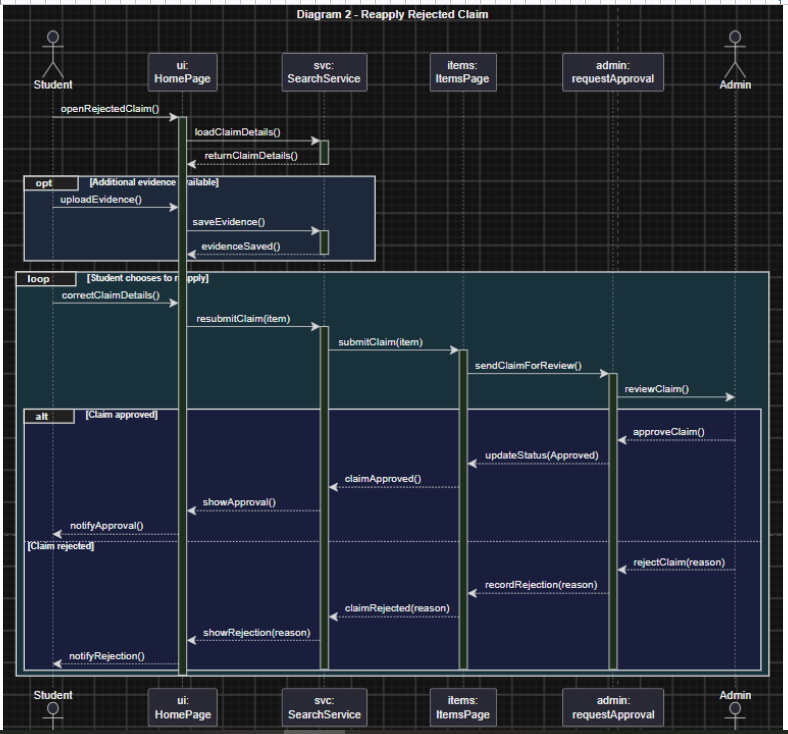 Diagram 2 - Reapply Rejected Claim
Student
ui:
HomePage
svc:
SearchService
items:
ItemsPage
admin:
requestApproval
Admin
openRejectedClaim()
loadClaimDetails()
returnClaimDetails()
opt
[Additional evidence vailable]
uploadEvidence()
saveEvidence()
evidenceSaved()
loop
[Student chooses to r pply]
correctClaimDetails()
resubmitClaim(item)
submitClaim(item)
sendClaimForReview()
reviewClaim()
alt
[Claim approved]
approveClaim()
updateStatus(Approved)
claimApproved()
showApproval()
notifyApproval()
[Claim rejected]
rejectClaim(reason)
recordRejection(reason)
claimRejected(reason)
showRejection(reason)
notifyRejection()
Student
ui:
HomePage
svc:
SearchService
items:
ItemsPage
admin:
requestApproval
Admin